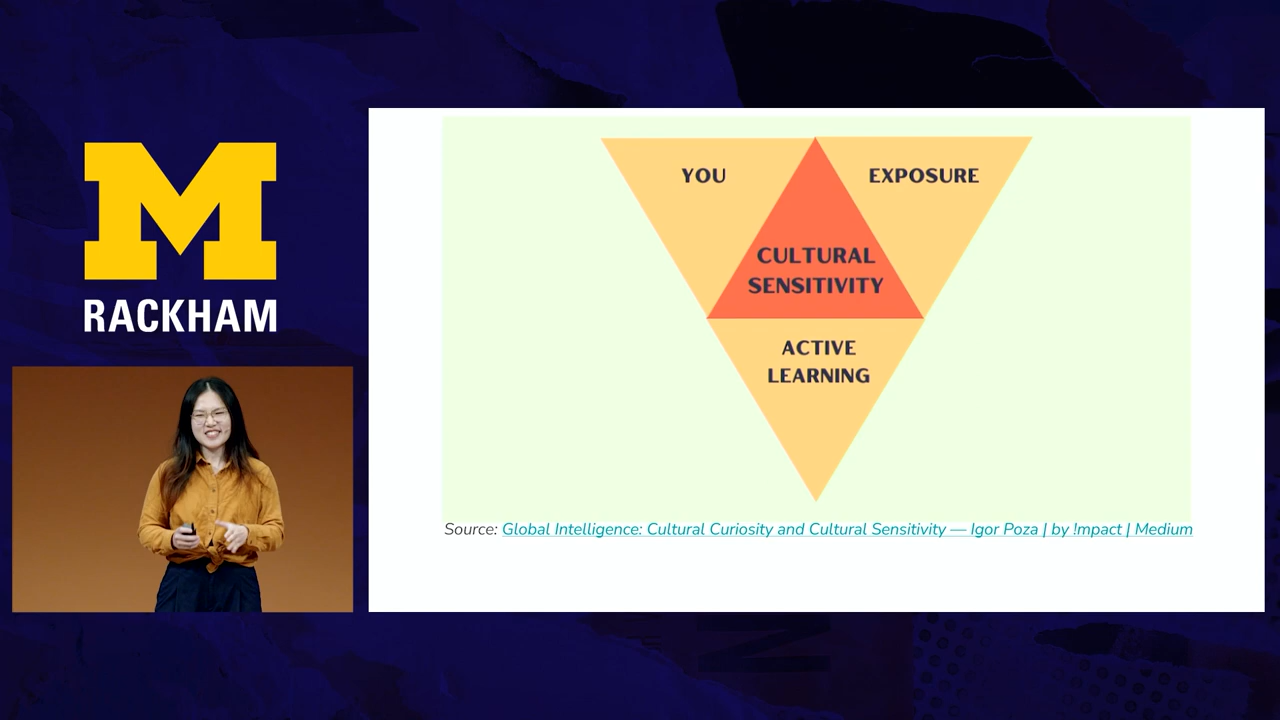 M
RACKHAM
YOU
EXPOSURE
CULTURAL
SENSITIVITY
ACTIVE
LEARNING
Source: Global Intelligence: Cultural Curiosity and Cultural Sensitivity — Igor Poza | by !mpact | Medium